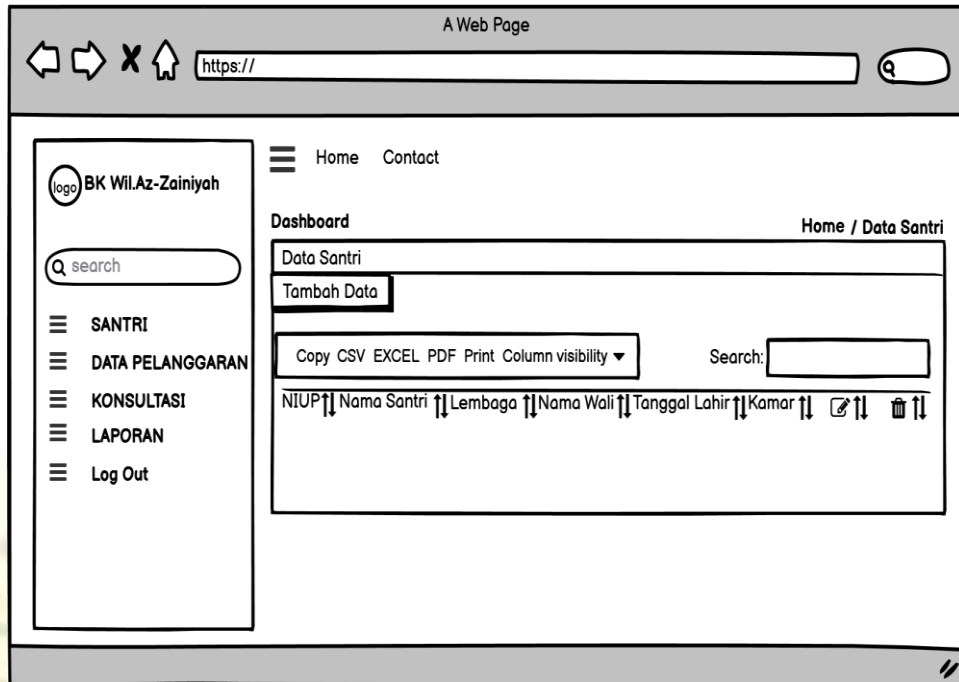 A Web Page
https://
logo BK Wil.Az-Zainiyah
search
SANTRI
DATA PELANGGARAN
KONSULTASI
LAPORAN
Log Out
Home Contact
Dashboard
Home / Data Santri
Data Santri
Tambah Data
Copy CSV EXCEL PDF Print Column visibility
Search:
NIUP Nama Santri Lembaga Nama Wali Tanggal Lahir Kamar